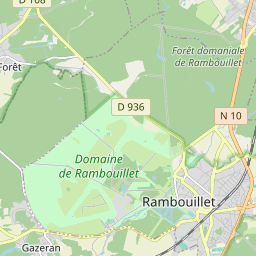 D 108
Forêt domaniale
de Rambouillet
Forêt
D 936
N 10
Domaine
de Rambouillet
Rambouillet
Gazeran